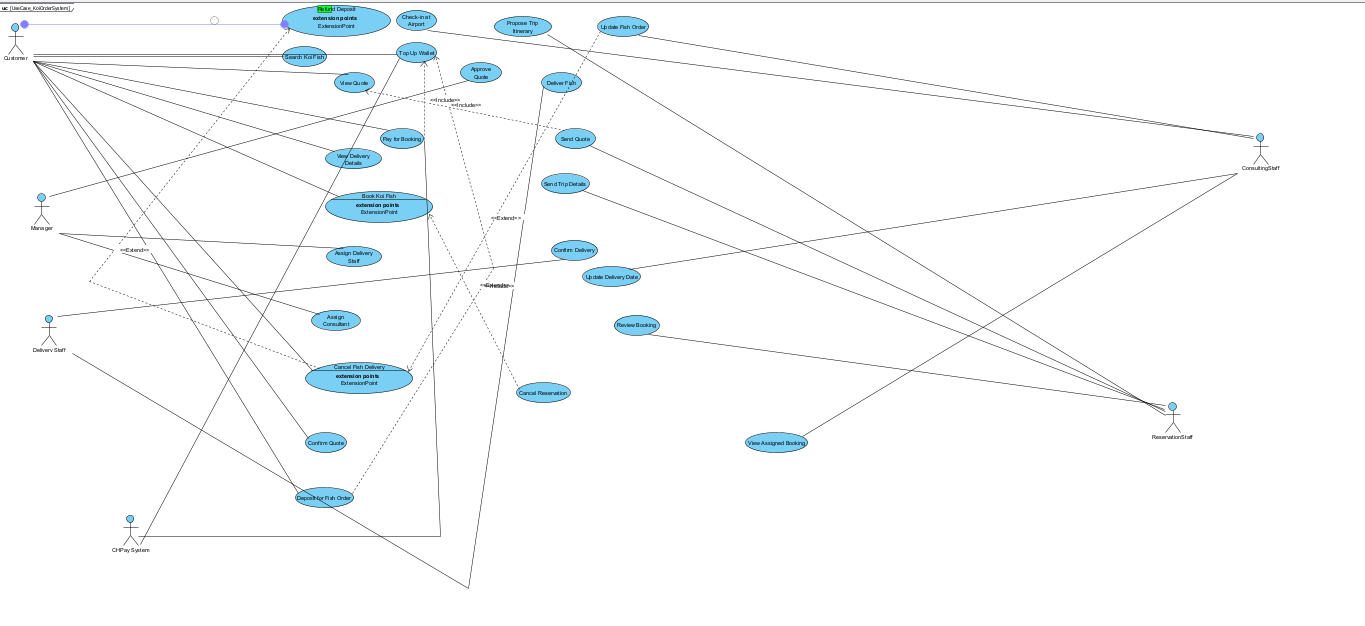 uc [UseCase_KoiOrderSystem]
Refund Deposit
extension points
ExtensionPoint
Check-in at
Airport
Propose Trip
Itinerary
Update Fish Order
Customer
Search Koi Fish
Top Up Wallet
Approve
Quote
View Quote
Deliver Fish
<<Include>>
<<Include>>
Pay for Booking
Send Quote
View Delivery
Details
ConsultingStaff
Send Trip Details
Book Koi Fish
extension points
ExtensionPoint
<<Extend>>
Manager
<<Extend>>
Assign Delivery
Staff
Confirm Delivery
Update Delivery Date
Assign
Consultant
Review Booking
Delivery Staff
Cancel Fish Delivery
extension points
ExtensionPoint
Cancel Reservation
ReservationStaff
Confirm Quote
View Assigned Booking
Deposit for Fish Order
CHPay System